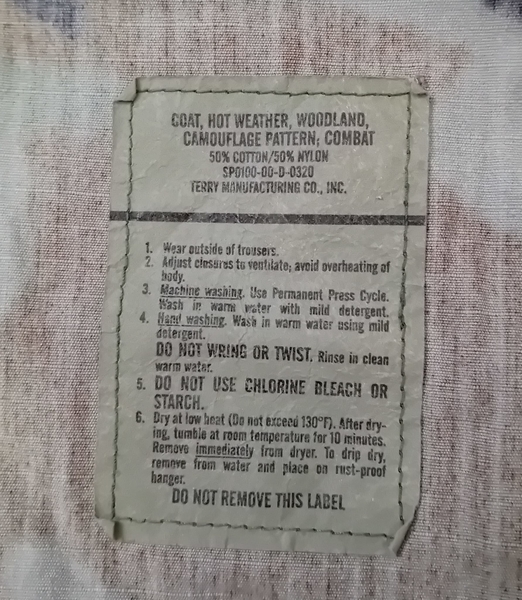 COAT, HOT WEATHER, WOODLAND,
CAMOUFLAGE PATTERN; COMBAT
50% COTTON/50% NYLON
SPO100-00-D-0320
TERRY MANUFACTURING CO., INC.
1. Wear outside of trousers.
2. Adjust closures to ventilate; avoid overheating of
body.
3. Machine washing. Use Permanent Press Cycle.
Wash in warm water with mild detergent.
4. Hand washing. Wash in warm water using mild
detergent.
DO NOT WRING OR TWIST. Rinse in clean
warm water.
5. DO NOT USE CHLORINE BLEACH OR
STARCH.
6. Dry at low heat (Do not exceed 130°F). After dry-
ing, tumble at room temperature for 10 minutes.
Remove immediately from dryer. To drip dry,
remove from water and place on rust-proof
hanger.
DO NOT REMOVE THIS LABEL